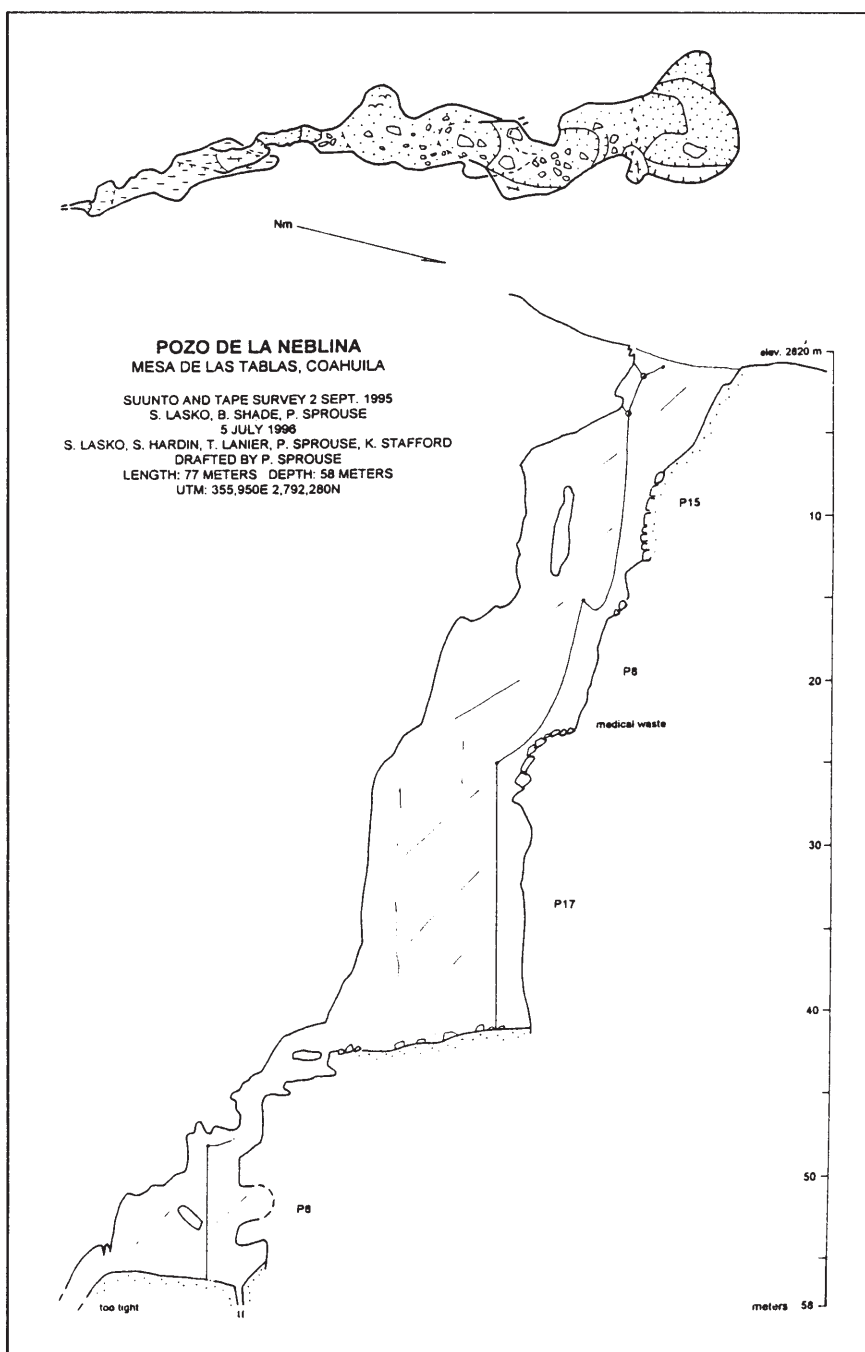 Nm
POZO DE LA NEBLINA
MESA DE LAS TABLAS, COAHUILA
SUUNTO AND TAPE SURVEY 2 SEPT. 1995
S. LASKO, B. SHADE, P. SPROUSE
5 JULY 1996
S. LASKO, S. HARDIN, T. LANIER, P. SPROUSE, K. STAFFORD
DRAFTED BY P. SPROUSE
LENGTH: 77 METERS DEPTH: 58 METERS
UTM: 355,950E 2,792,280N
elev. 2820 m
P15
10
P8
20
medical waste
30
P17
40
50
P6
too tight
meters 58